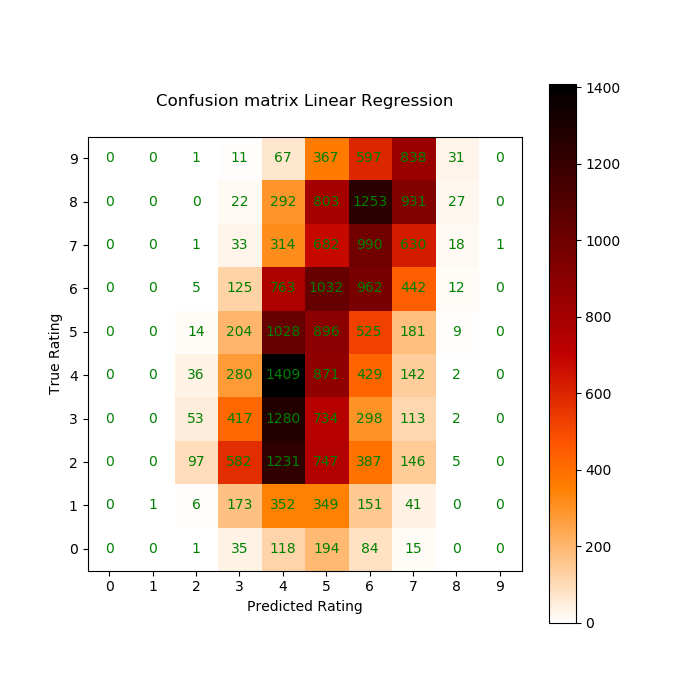 Confusion matrix Linear Regression
9 0 0 1 11 67 367 597 838 31 0
8 0 0 0 22 292 803 1253 931 27 0
7 0 0 1 33 314 682 990 630 18 1
6 0 0 5 125 763 1032 962 442 12 0
5 0 0 14 204 1028 896 525 181 9 0
4 0 0 36 280 1409 871 429 142 2 0
3 0 0 53 417 1280 734 298 113 2 0
2 0 0 97 582 1231 747 387 146 5 0
1 0 1 6 173 352 349 151 41 0 0
0 0 0 1 35 118 194 84 15 0 0
0 1 2 3 4 5 6 7 8 9
Predicted Rating
True Rating
1400
1200
1000
800
600
400
200
0